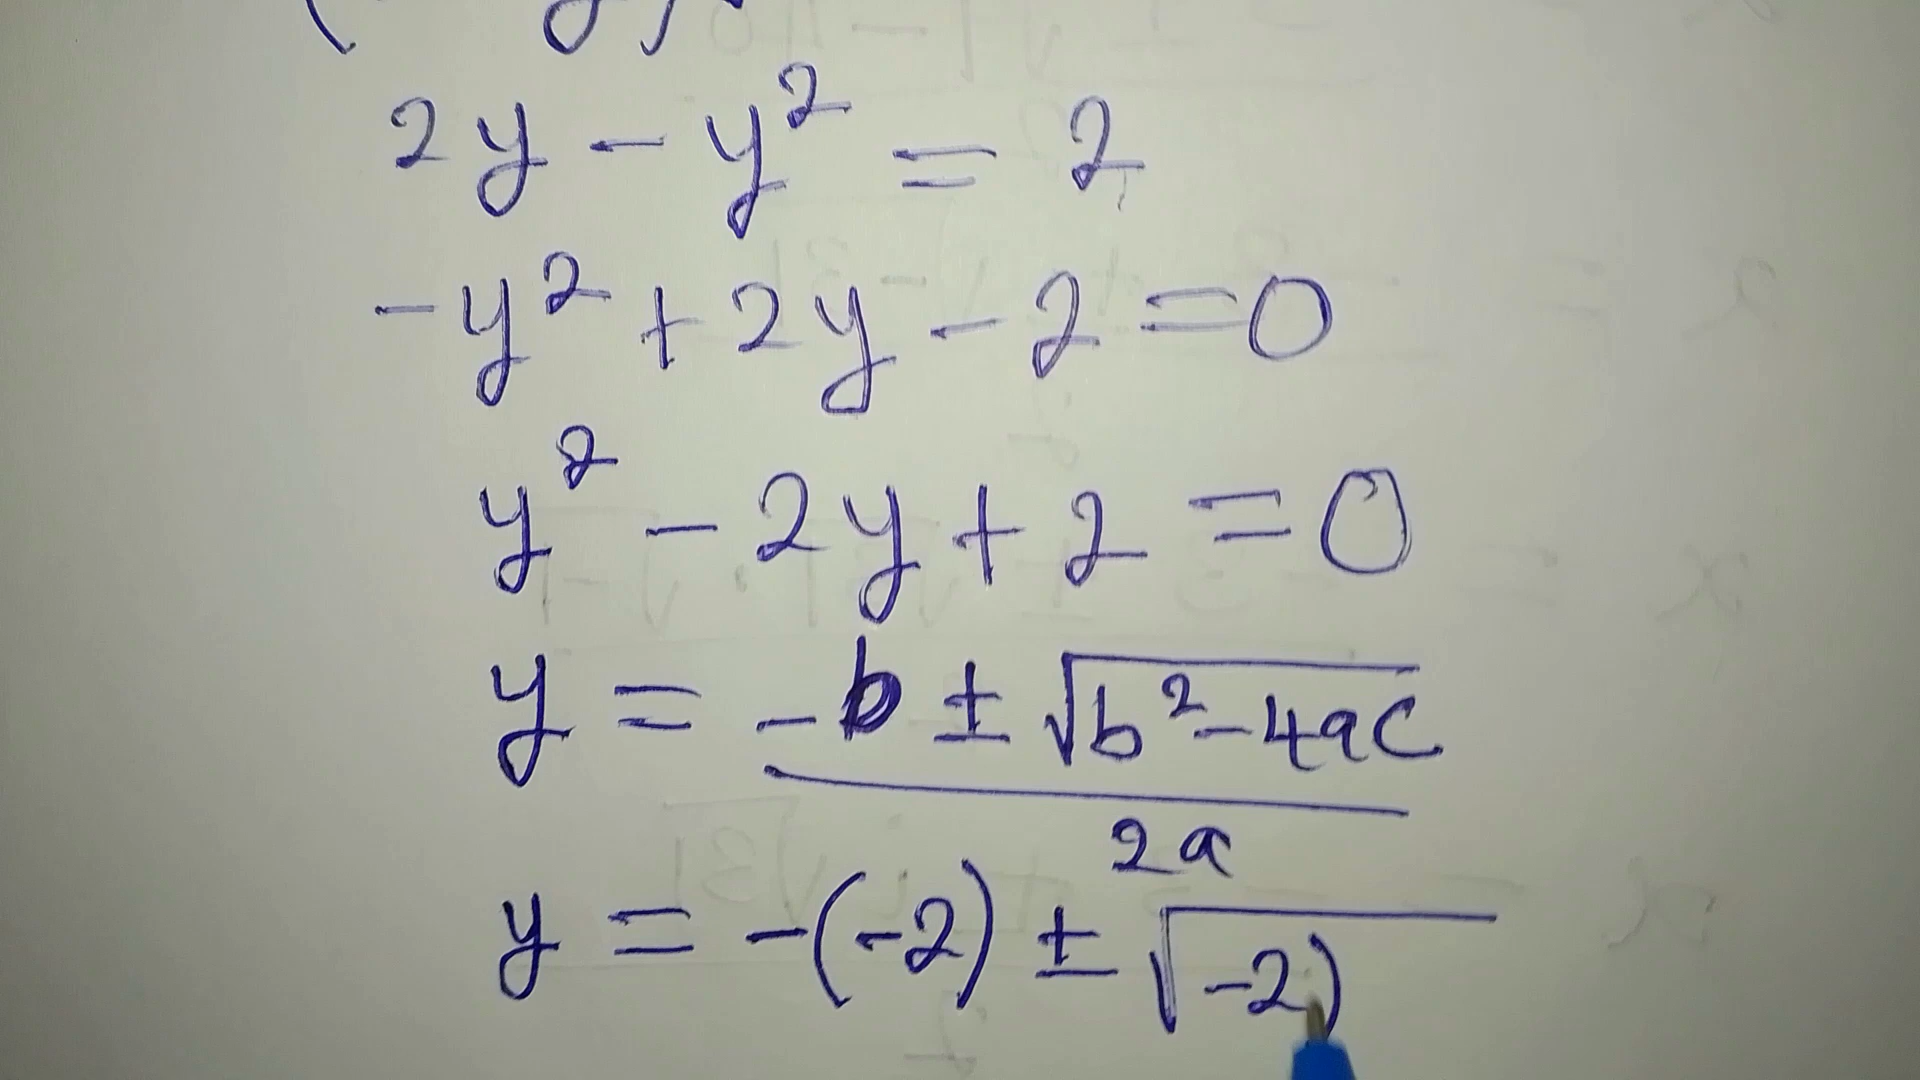 2y - y² = 2
-y² + 2y - 2 = 0
y² - 2y + 2 = 0
y = -b ± √b² - 4ac
2a
y = -(-2) ± √-2)